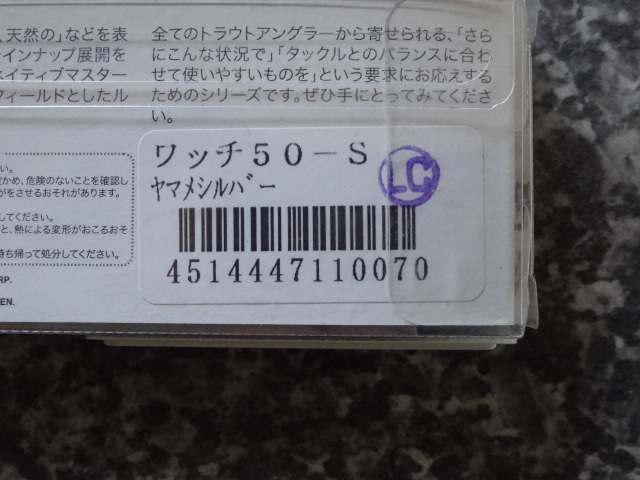 、天然の」などを表
インナップ展開を
ネイティブマスター
フィールドとしたル
全てのトラウトアングラーから寄せられる、「さら
にこんな状況で」「タックルとのバランスに合わ
せて使いやすいものを」という要求にお応えする
ためのシリーズです。ぜひ手にとってみてくださ
い。
い。
確かめ、危険のないことを確認し
がをさせるおそれがあります。
してください。
と、熱による変形がおこるおそ
持ち帰って処分してください。
RP.
EN.
ワッチ50-S
ヤマメシルバー
LC
4514447110070